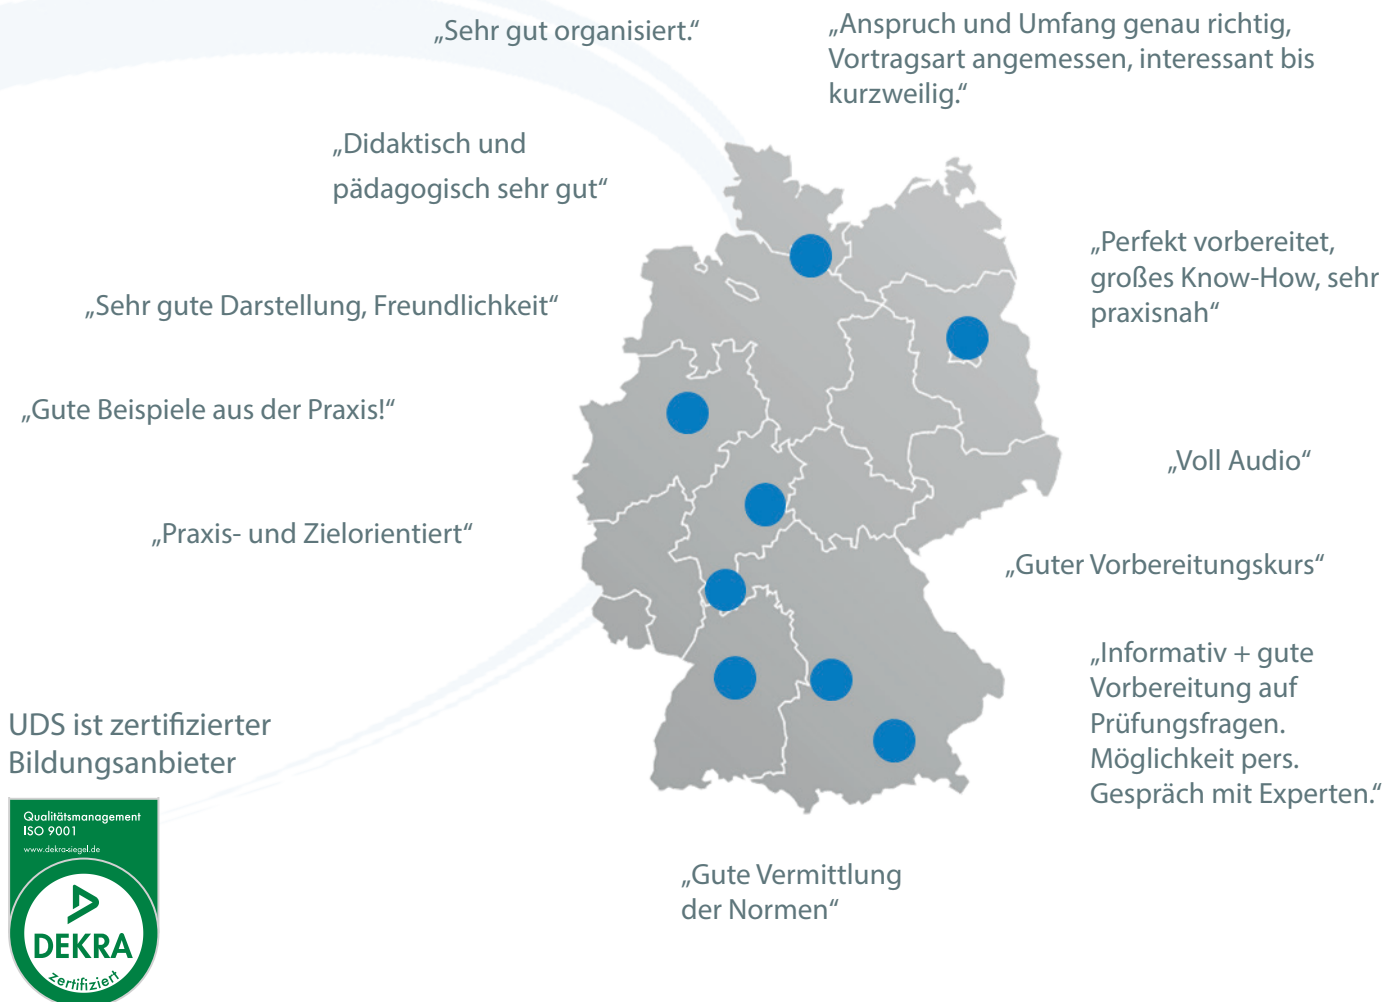 „Sehr gut organisiert.“
„Anspruch und Umfang genau richtig,
Vortragsart angemessen, interessant bis
kurzweilig.“
„Didaktisch und
pädagogisch sehr gut“
„Perfekt vorbereitet,
großes Know-How, sehr
praxisnah“
„Sehr gute Darstellung, Freundlichkeit“
„Gute Beispiele aus der Praxis!“
„Voll Audio“
„Praxis- und Zielorientiert“
„Guter Vorbereitungskurs“
„Informativ + gute
Vorbereitung auf
Prüfungsfragen.
Möglichkeit pers.
Gespräch mit Experten.“
UDS ist zertifizierter
Bildungsanbieter
Qualitätsmanagement
ISO 9001
www.dekra-siegel.de
DEKRA
zertifiziert
„Gute Vermittlung
der Normen“